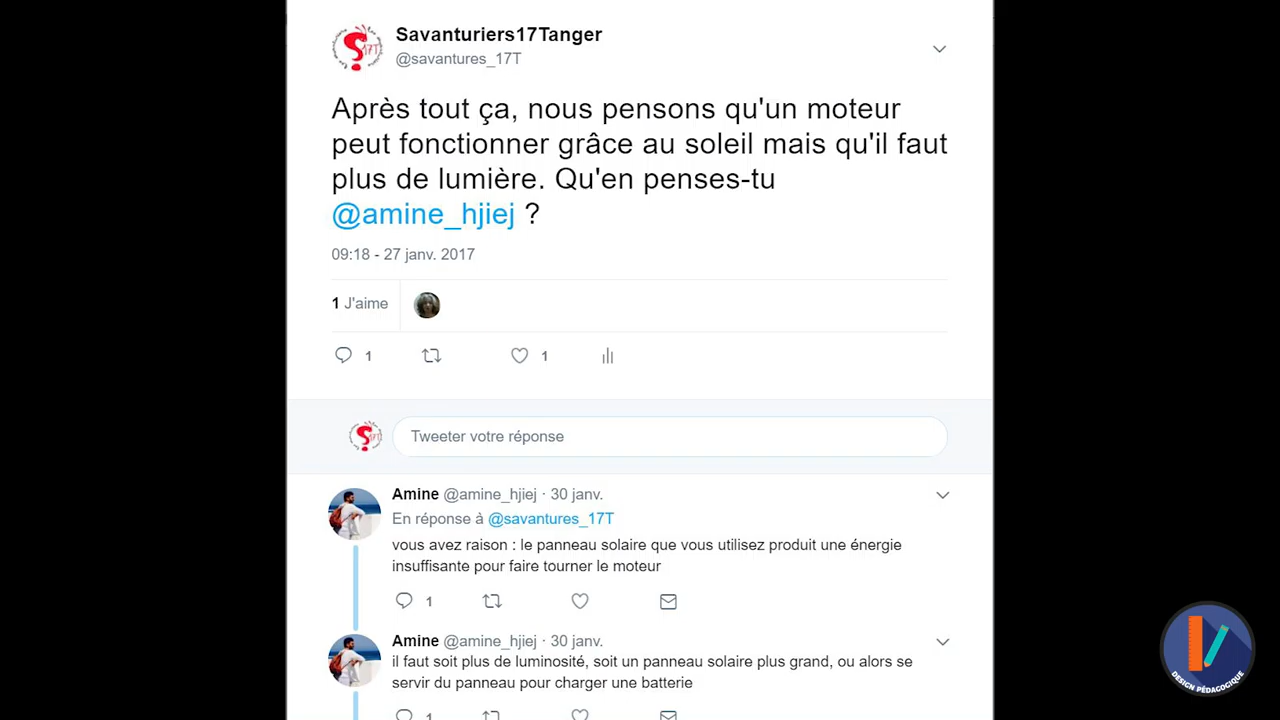 Savanturiers17Tanger
@savantures_17T
Après tout ça, nous pensons qu'un moteur
peut fonctionner grâce au soleil mais qu'il faut
plus de lumière. Qu'en penses-tu
@amine_hjiej ?
09:18 - 27 janv. 2017
1 J'aime
1 1
Tweeter votre réponse
Amine @amine_hjiej · 30 janv.
En réponse à @savantures_17T
vous avez raison : le panneau solaire que vous utilisez produit une énergie
insuffisante pour faire tourner le moteur
1
Amine @amine_hjiej · 30 janv.
il faut soit plus de luminosité, soit un panneau solaire plus grand, ou alors se
servir du panneau pour charger une batterie
1
DESIGN PÉDAGOGIQUE